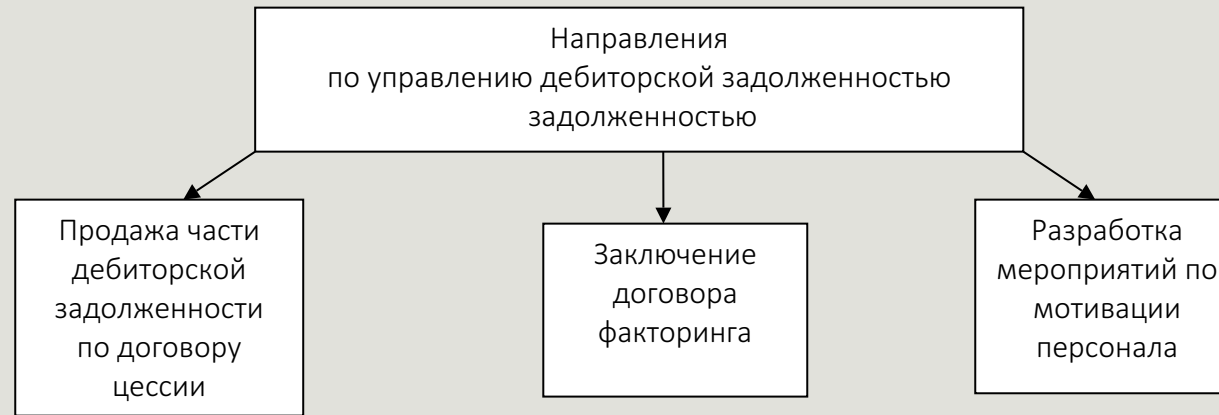 Направления
по управлению дебиторской задолженностью
задолженностью
Продажа части
дебиторской
задолженности
по договору
цессии
Заключение
договора
факторинга
Разработка
мероприятий по
мотивации
персонала